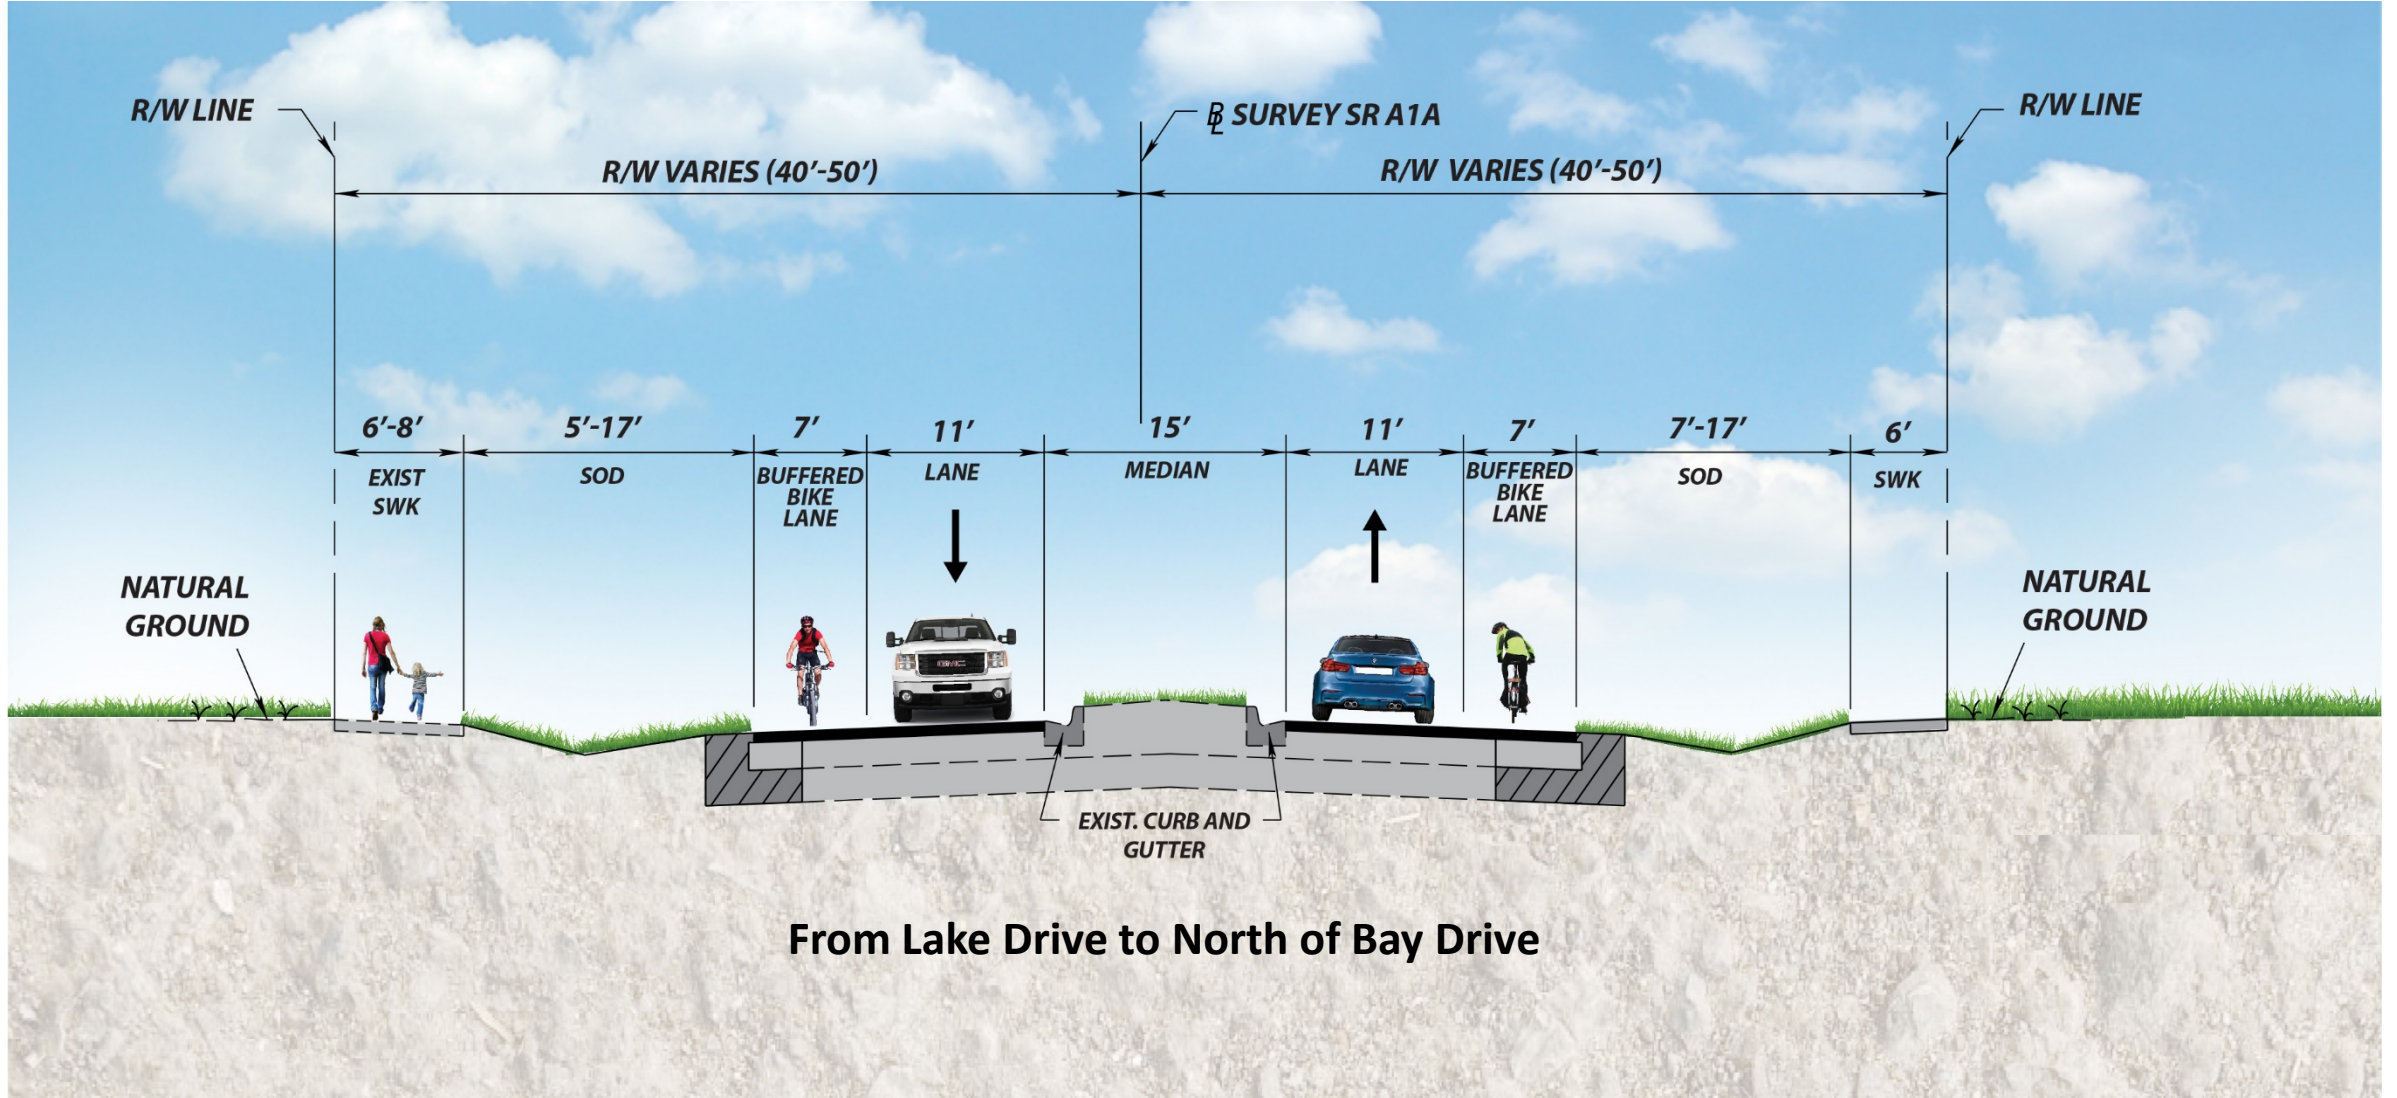 R/W LINE
R/W VARIES (40'-50')
BL SURVEY SR A1A
R/W VARIES (40'-50')
R/W LINE
6'-8'
EXIST
SWK
5'-17'
SOD
7'
BUFFERED
BIKE
LANE
11'
LANE
15'
MEDIAN
11'
LANE
7'
BUFFERED
BIKE
LANE
7'-17'
SOD
6'
SWK
NATURAL
GROUND
GMC
NATURAL
GROUND
EXIST. CURB AND
GUTTER
From Lake Drive to North of Bay Drive